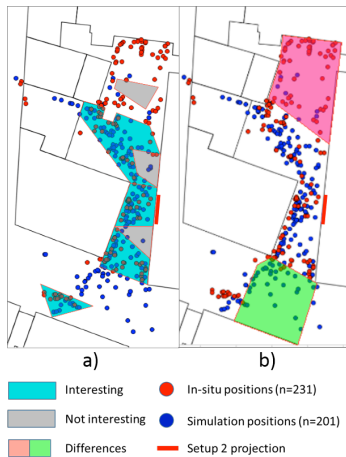 a) b)
Interesting In-situ positions (n=231)
Not interesting Simulation positions (n=201)
Differences Setup 2 projection